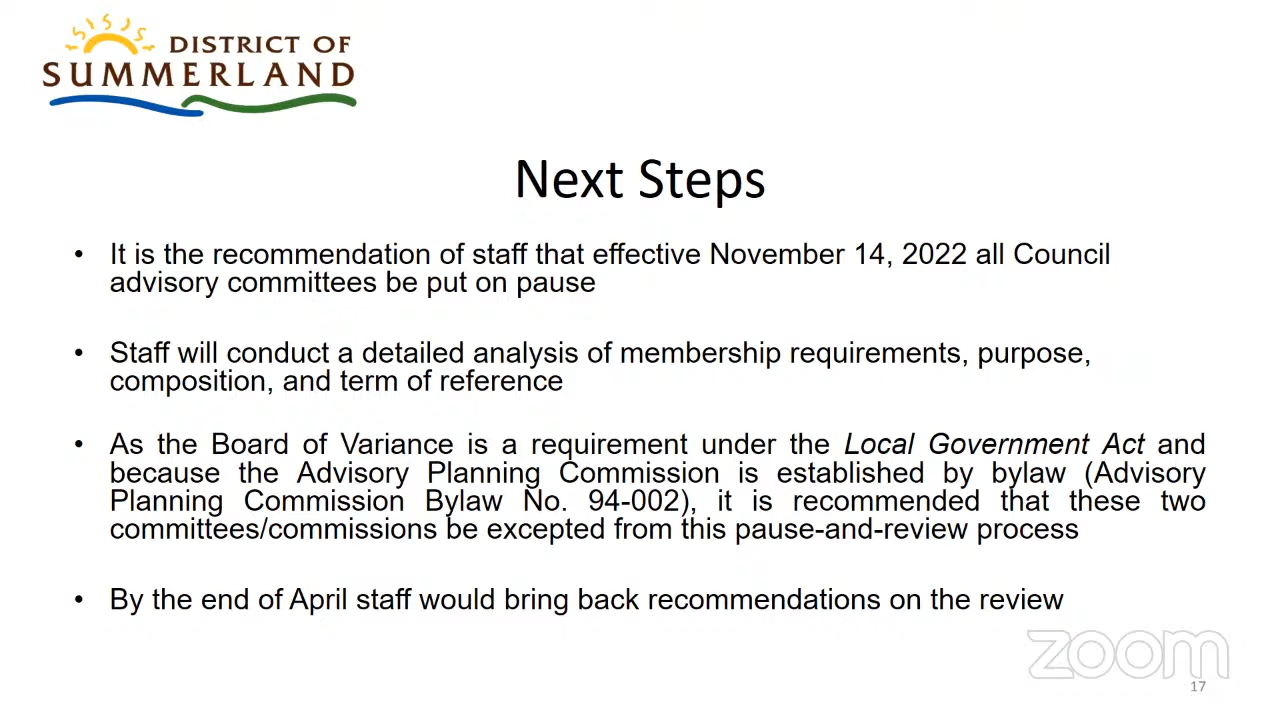 DISTRICT OF
SUMMERLAND
Next Steps
• It is the recommendation of staff that effective November 14, 2022 all Council
advisory committees be put on pause
• Staff will conduct a detailed analysis of membership requirements, purpose,
composition, and term of reference
• As the Board of Variance is a requirement under the Local Government Act and
because the Advisory Planning Commission is established by bylaw (Advisory
Planning Commission Bylaw No. 94-002), it is recommended that these two
committees/commissions be excepted from this pause-and-review process
• By the end of April staff would bring back recommendations on the review
zoom
17